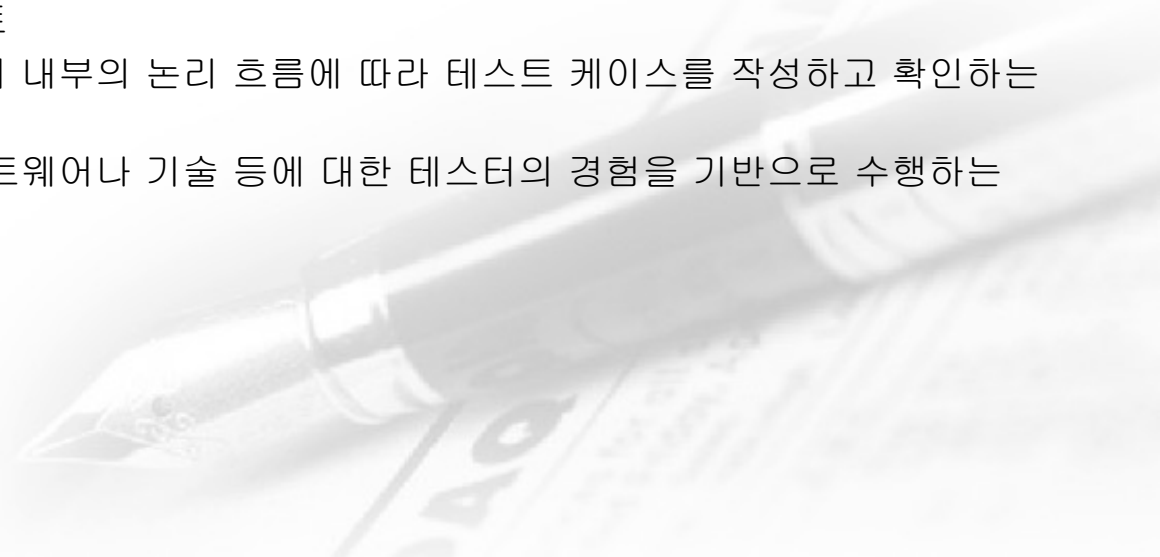 내부의 논리 흐름에 따라 테스트 케이스를 작성하고 확인하는
트웨어나 기술 등에 대한 테스터의 경험을 기반으로 수행하는
FAQ